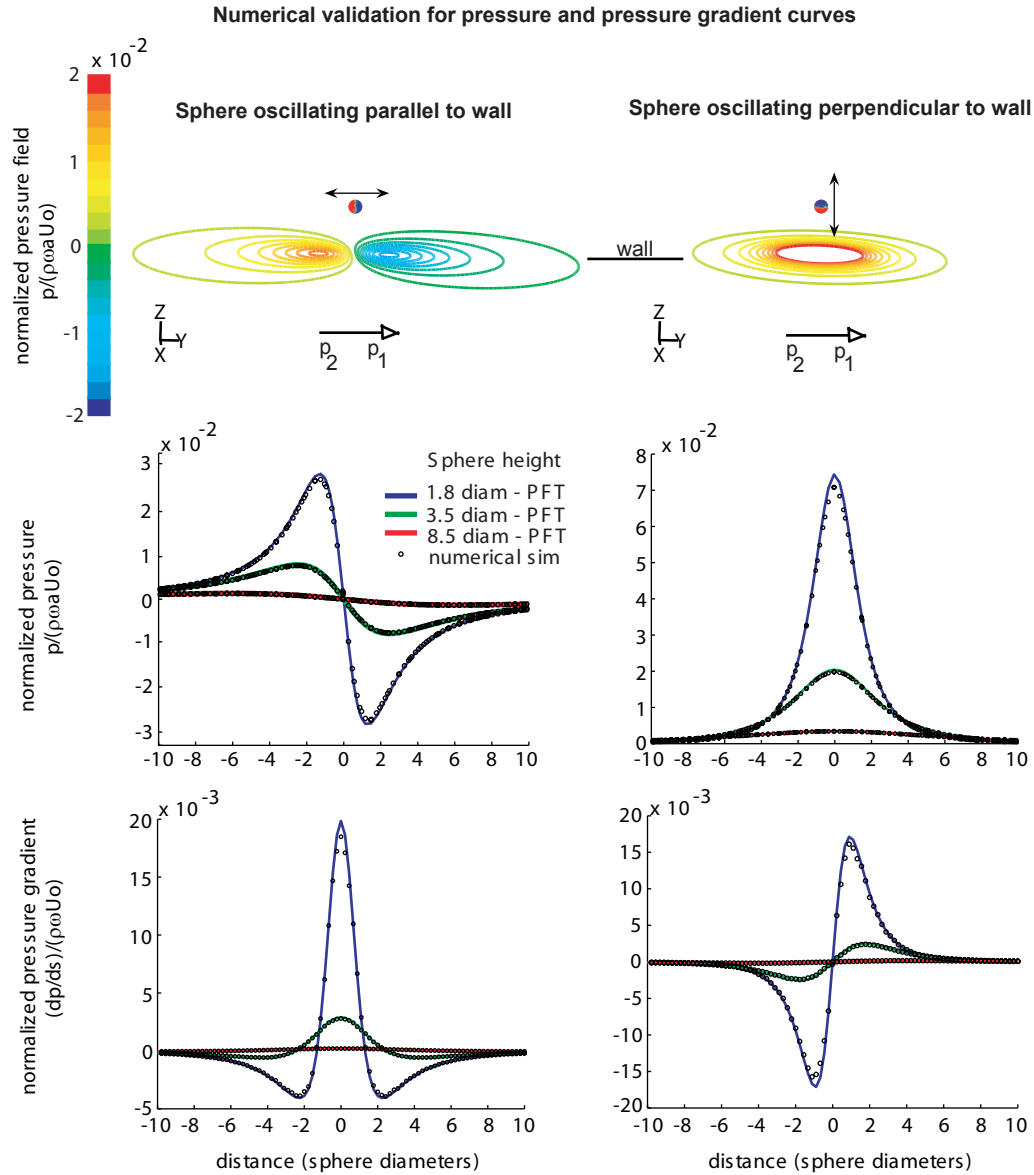 Numerical validation for pressure and pressure gradient curves
x 10-2
2
1
0
-1
-2
normalized pressure field
p/(ρωaUo)
Sphere oscillating parallel to wall
Sphere oscillating perpendicular to wall
wall
Z
X Y
p2 p1
Z
X Y
p2 p1
x 10-2
3
2
1
0
-1
-2
-3
-10 -8 -6 -4 -2 0 2 4 6 8 10
normalized pressure
p/(ρωaUo)
Sphere height
1.8 diam - PFT
3.5 diam - PFT
8.5 diam - PFT
numerical sim
x 10-2
8
7
6
5
4
3
2
1
0
-10 -8 -6 -4 -2 0 2 4 6 8 10
x 10-3
20
15
10
5
0
-5
-10 -8 -6 -4 -2 0 2 4 6 8 10
normalized pressure gradient
(dp/ds)/(ρωUo)
distance (sphere diameters)
x 10-3
20
15
10
5
0
-5
-10
-15
-20
-10 -8 -6 -4 -2 0 2 4 6 8 10
distance (sphere diameters)